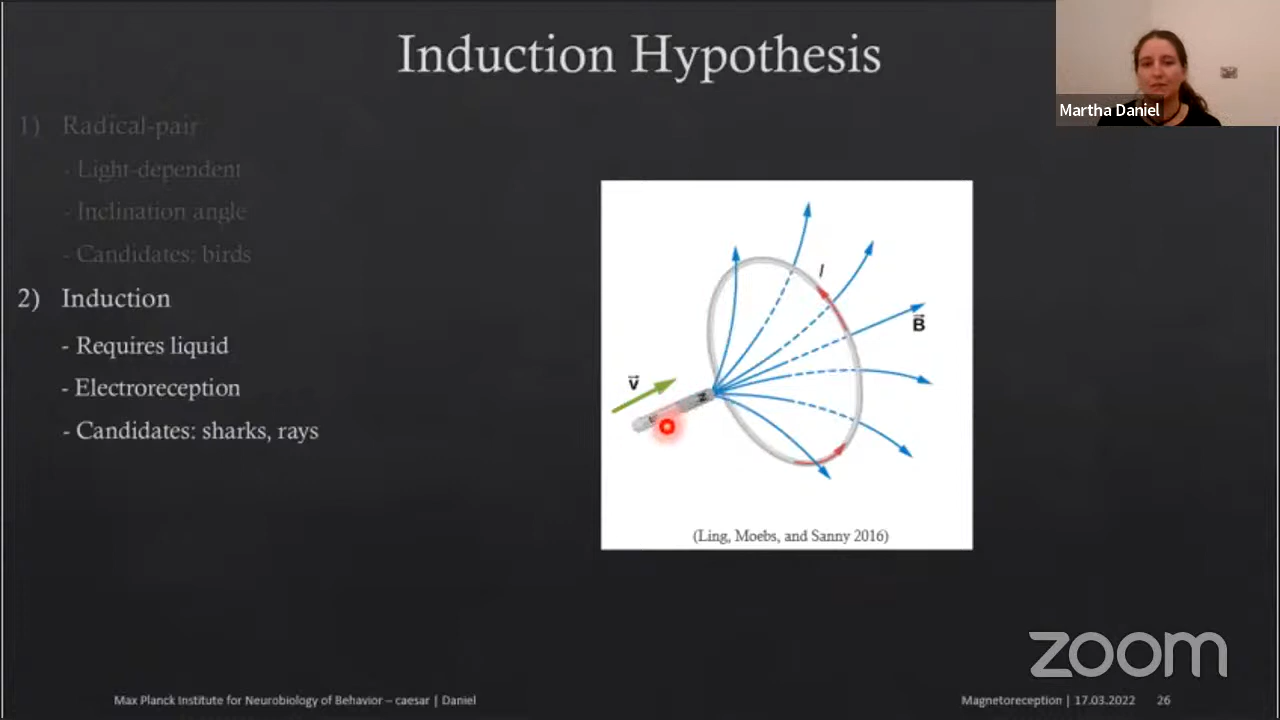 Induction Hypothesis
Martha Daniel
1) Radical-pair
- Light-dependent
- Inclination angle
- Candidates: birds
2) Induction
- Requires liquid
- Electroreception
- Candidates: sharks, rays
I
B
v
N
(Ling, Moebs, and Sanny 2016)
zoom
Max Planck Institute for Neurobiology of Behavior – caesar | Daniel
Magnetoreception | 17.03.2022 26